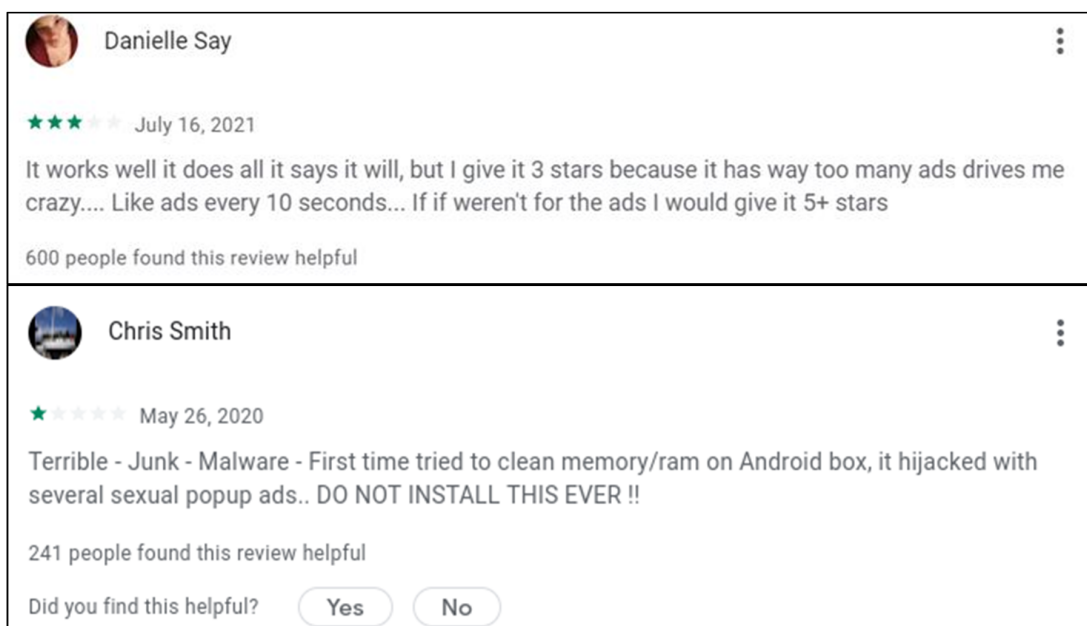 Danielle Say
July 16, 2021
It works well it does all it says it will, but I give it 3 stars because it has way too many ads drives me
crazy.... Like ads every 10 seconds... If if weren't for the ads I would give it 5+ stars
600 people found this review helpful
Chris Smith
May 26, 2020
Terrible - Junk - Malware - First time tried to clean memory/ram on Android box, it hijacked with
several sexual popup ads.. DO NOT INSTALL THIS EVER !!
241 people found this review helpful
Did you find this helpful? Yes No